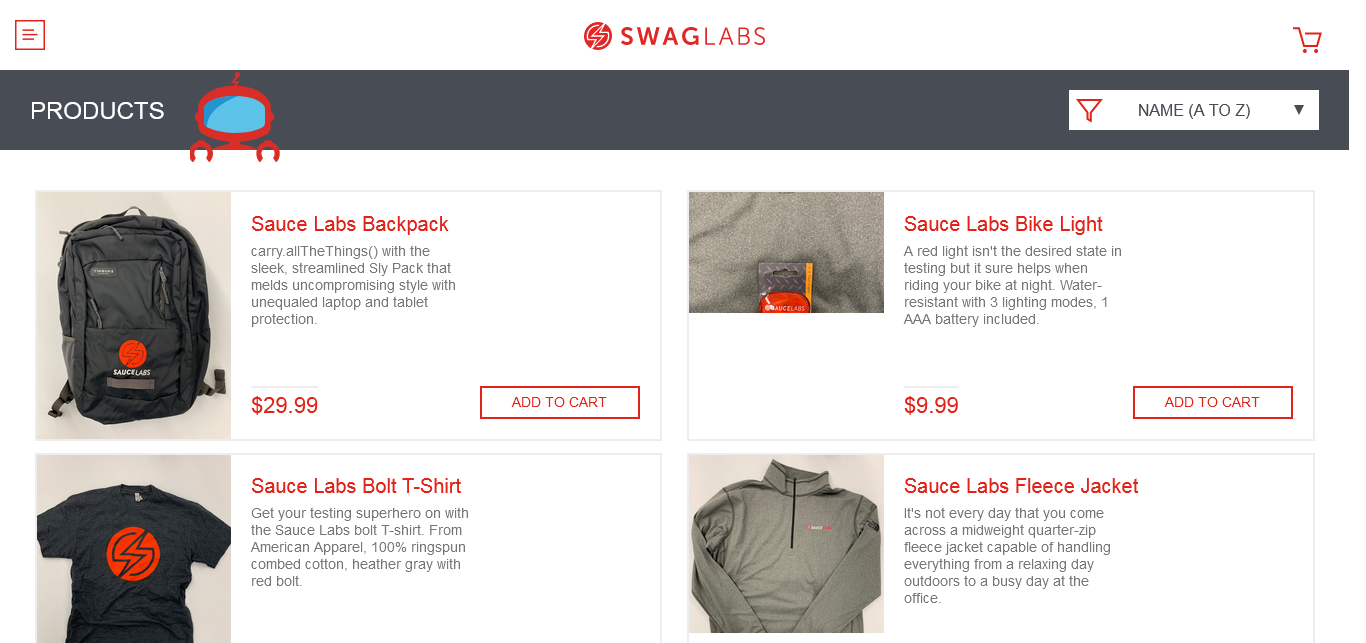 SWAGLABS
PRODUCTS
NAME (A TO Z)
Sauce Labs Backpack
carry.allTheThings() with the
sleek, streamlined Sly Pack that
melds uncompromising style with
unequaled laptop and tablet
protection.
$29.99
ADD TO CART
SAUCELABS
Sauce Labs Bike Light
A red light isn't the desired state in
testing but it sure helps when
riding your bike at night. Water-
resistant with 3 lighting modes, 1
AAA battery included.
$9.99
ADD TO CART
SAUCELABS
Sauce Labs Bolt T-Shirt
Get your testing superhero on with
the Sauce Labs bolt T-shirt. From
American Apparel, 100% ringspun
combed cotton, heather gray with
red bolt.
Sauce Labs Fleece Jacket
It's not every day that you come
across a midweight quarter-zip
fleece jacket capable of handling
everything from a relaxing day
outdoors to a busy day at the
office.